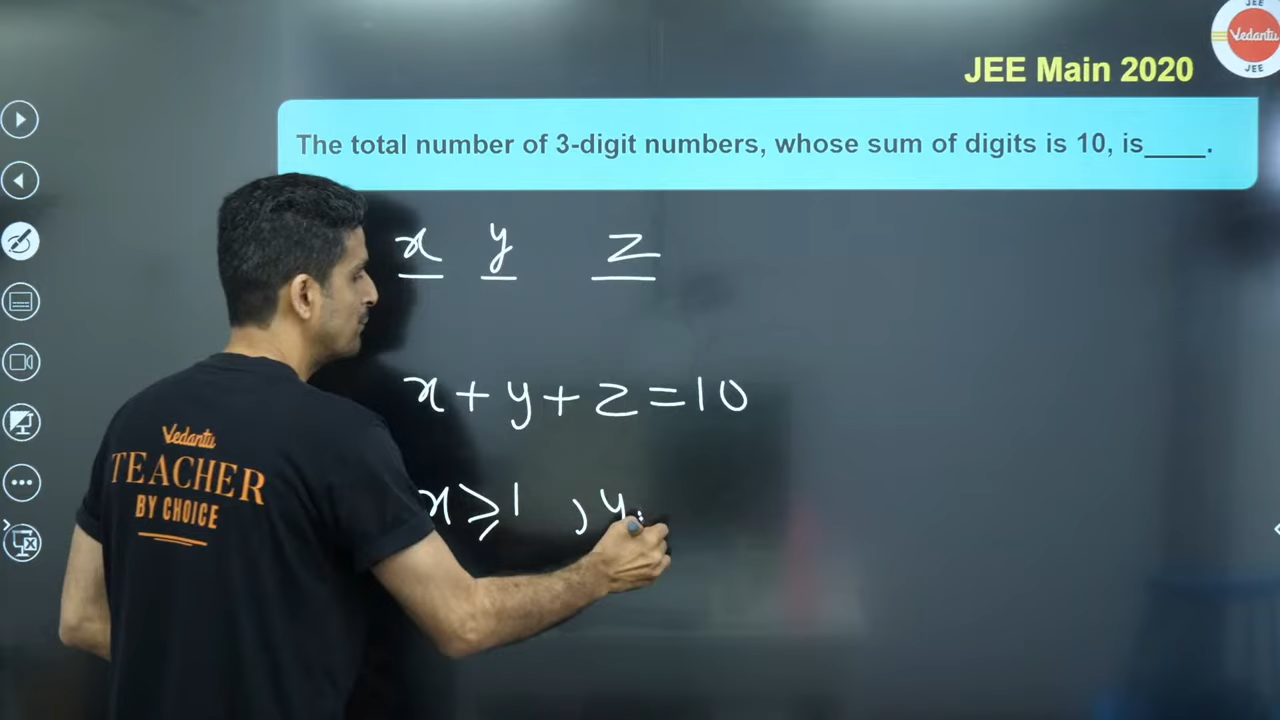 JEE
Vedantu
JEE
JEE Main 2020
The total number of 3-digit numbers, whose sum of digits is 10, is____.
x y z
x+y+z=10
x≥1 , y
Vedantu
TEACHER
BY CHOICE